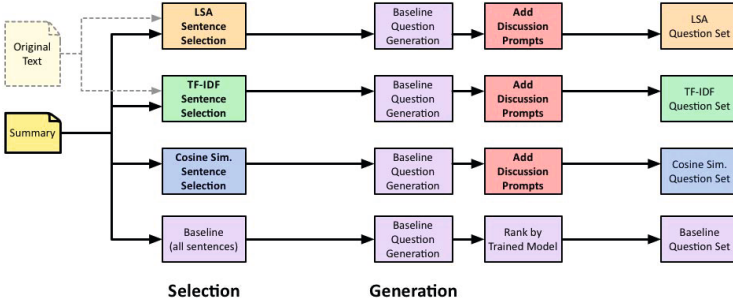 Original
Text
Summary
LSA
Sentence
Selection
Baseline
Question
Generation
Add
Discussion
Prompts
LSA
Question Set
TF-IDF
Sentence
Selection
Baseline
Question
Generation
Add
Discussion
Prompts
TF-IDF
Question Set
Cosine Sim.
Sentence
Selection
Baseline
Question
Generation
Add
Discussion
Prompts
Cosine Sim.
Question Set
Baseline
(all sentences)
Baseline
Question
Generation
Rank by
Trained Model
Baseline
Question Set
Selection
Generation